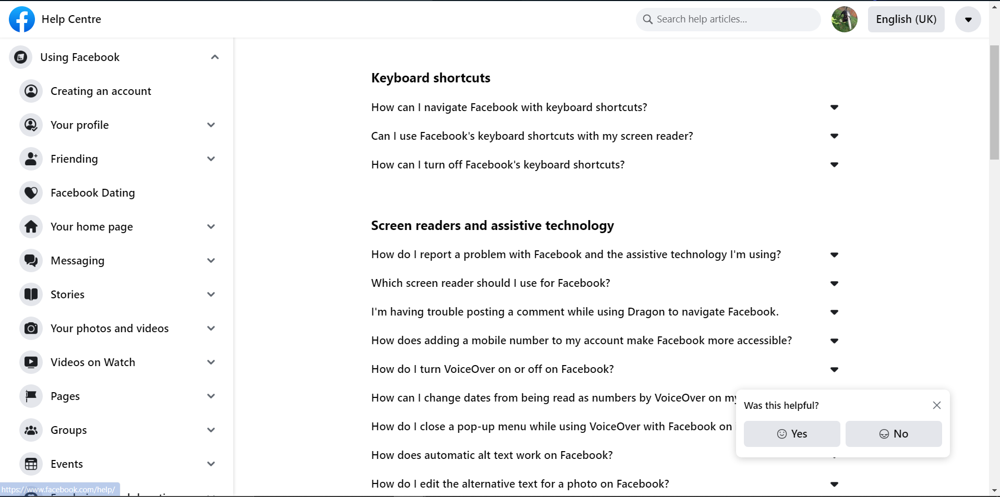 Help Centre
Search help articles...
English (UK)
Using Facebook
Creating an account
Your profile
Friending
Facebook Dating
Your home page
Messaging
Stories
Your photos and videos
Videos on Watch
Pages
Groups
Events
https://www.facebook.com/help/
Keyboard shortcuts
How can I navigate Facebook with keyboard shortcuts?
Can I use Facebook's keyboard shortcuts with my screen reader?
How can I turn off Facebook's keyboard shortcuts?
Screen readers and assistive technology
How do I report a problem with Facebook and the assistive technology I'm using?
Which screen reader should I use for Facebook?
I'm having trouble posting a comment while using Dragon to navigate Facebook.
How does adding a mobile number to my account make Facebook more accessible?
How do I turn VoiceOver on or off on Facebook?
How can I change dates from being read as numbers by VoiceOver on my
How do I close a pop-up menu while using VoiceOver with Facebook on
How does automatic alt text work on Facebook?
How do I edit the alternative text for a photo on Facebook?
Was this helpful?
Yes
No